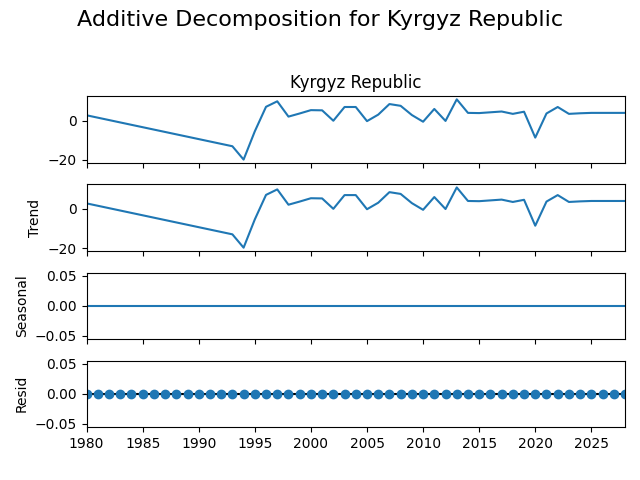 Additive Decomposition for Kyrgyz Republic
Kyrgyz Republic
0
−20
Trend
0
−20
Seasonal
0.05
0.00
−0.05
Resid
0.05
0.00
−0.05
1980 1985 1990 1995 2000 2005 2010 2015 2020 2025